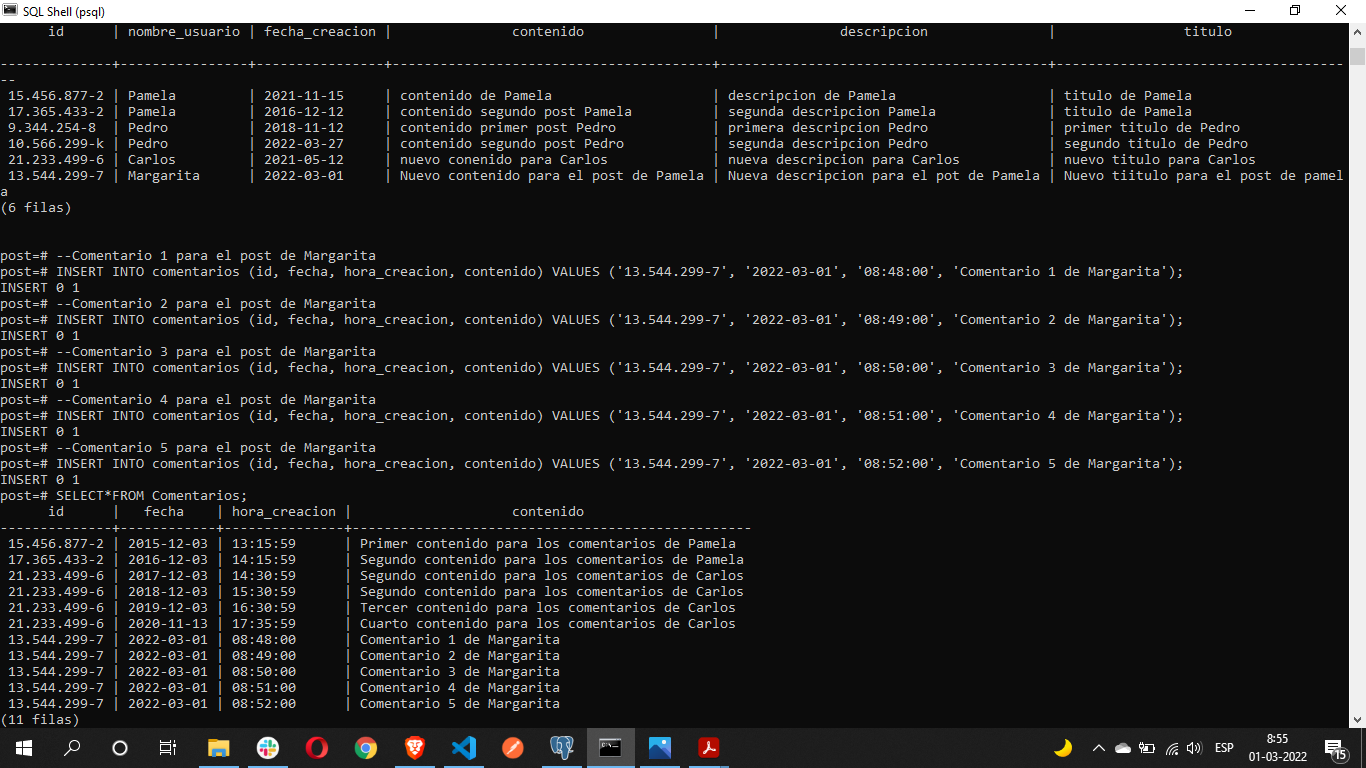 SQL Shell (psql)
      id       | nombre_usuario | fecha_creacion |               contenido                |               descripcion               |                titulo
--------------+----------------+----------------+----------------------------------------+-----------------------------------------+------------------------------------
--
 15.456.877-2 | Pamela         | 2021-11-15     | contenido de Pamela                    | descripcion de Pamela                   | titulo de Pamela
 17.365.433-2 | Pamela         | 2016-12-12     | contenido segundo post Pamela          | segunda descripcion Pamela              | titulo de Pamela
 9.344.254-8  | Pedro          | 2018-11-12     | contenido primer post Pedro            | primera descripcion Pedro               | primer titulo de Pedro
 10.566.299-k | Pedro          | 2022-03-27     | contenido segundo post Pedro           | segunda descripcion Pedro               | segundo titulo de Pedro
 21.233.499-6 | Carlos         | 2021-05-12     | nuevo conenido para Carlos             | nueva descripcion para Carlos           | nuevo titulo para Carlos
 13.544.299-7 | Margarita      | 2022-03-01     | Nuevo contenido para el post de Pamela | Nueva descripcion para el pot de Pamela | Nuevo tiitulo para el post de pamel
a
(6 filas)
post=# --Comentario 1 para el post de Margarita
post=# INSERT INTO comentarios (id, fecha, hora_creacion, contenido) VALUES ('13.544.299-7', '2022-03-01', '08:48:00', 'Comentario 1 de Margarita');
INSERT 0 1
post=# --Comentario 2 para el post de Margarita
post=# INSERT INTO comentarios (id, fecha, hora_creacion, contenido) VALUES ('13.544.299-7', '2022-03-01', '08:49:00', 'Comentario 2 de Margarita');
INSERT 0 1
post=# --Comentario 3 para el post de Margarita
post=# INSERT INTO comentarios (id, fecha, hora_creacion, contenido) VALUES ('13.544.299-7', '2022-03-01', '08:50:00', 'Comentario 3 de Margarita');
INSERT 0 1
post=# --Comentario 4 para el post de Margarita
post=# INSERT INTO comentarios (id, fecha, hora_creacion, contenido) VALUES ('13.544.299-7', '2022-03-01', '08:51:00', 'Comentario 4 de Margarita');
INSERT 0 1
post=# --Comentario 5 para el post de Margarita
post=# INSERT INTO comentarios (id, fecha, hora_creacion, contenido) VALUES ('13.544.299-7', '2022-03-01', '08:52:00', 'Comentario 5 de Margarita');
INSERT 0 1
post=# SELECT*FROM Comentarios;
      id      |   fecha    | hora_creacion |                    contenido
--------------+------------+---------------+--------------------------------------------------
 15.456.877-2 | 2015-12-03 | 13:15:59      | Primer contenido para los comentarios de Pamela
 17.365.433-2 | 2016-12-03 | 14:15:59      | Segundo contenido para los comentarios de Pamela
 21.233.499-6 | 2017-12-03 | 14:30:59      | Segundo contenido para los comentarios de Carlos
 21.233.499-6 | 2018-12-03 | 15:30:59      | Segundo contenido para los comentarios de Carlos
 21.233.499-6 | 2019-12-03 | 16:30:59      | Tercer contenido para los comentarios de Carlos
 21.233.499-6 | 2020-11-13 | 17:35:59      | Cuarto contenido para los comentarios de Carlos
 13.544.299-7 | 2022-03-01 | 08:48:00      | Comentario 1 de Margarita
 13.544.299-7 | 2022-03-01 | 08:49:00      | Comentario 2 de Margarita
 13.544.299-7 | 2022-03-01 | 08:50:00      | Comentario 3 de Margarita
 13.544.299-7 | 2022-03-01 | 08:51:00      | Comentario 4 de Margarita
 13.544.299-7 | 2022-03-01 | 08:52:00      | Comentario 5 de Margarita
(11 filas)
ESP
8:55
01-03-2022
15